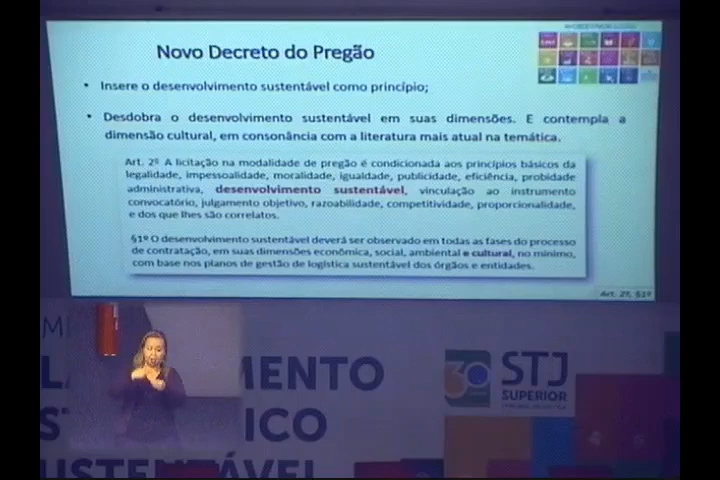 Novo Decreto do Pregão
• Insere o desenvolvimento sustentável como princípio;
• Desdobra o desenvolvimento sustentável em suas dimensões. E contempla a
dimensão cultural, em consonância com a literatura mais atual na temática.
Art. 2º A licitação na modalidade de pregão é condicionada aos princípios básicos da
legalidade, impessoalidade, moralidade, igualdade, publicidade, eficiência, probidade
administrativa, desenvolvimento sustentável, vinculação ao instrumento
convocatório, julgamento objetivo, razoabilidade, competitividade, proporcionalidade,
e dos que lhes são correlatos.
§1º O desenvolvimento sustentável deverá ser observado em todas as fases do processo
de contratação, em suas dimensões econômica, social, ambiental e cultural, no mínimo,
com base nos planos de gestão de logística sustentável dos órgãos e entidades.
Art. 2º, §1º
MENTO
ICO
USTENTÁVEL
30
STJ
SUPERIOR